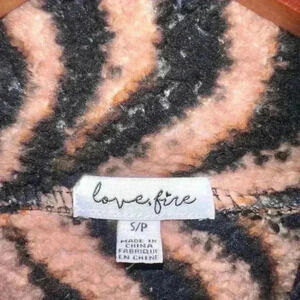 love, fire
S/P
MADE IN
CHINA
FABRIQUÉ
EN CHINE